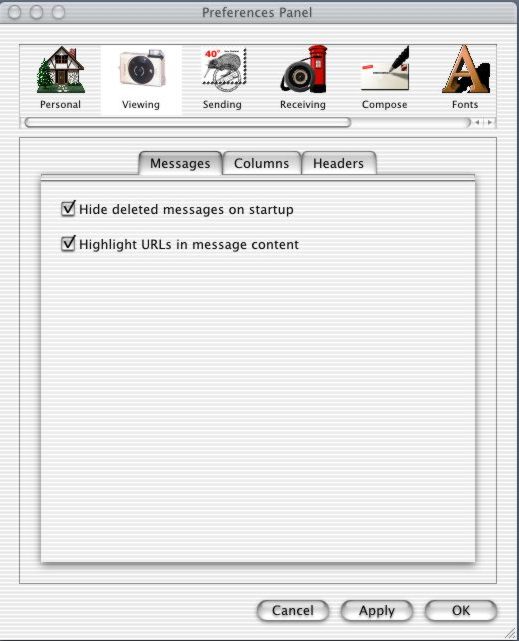 Preferences Panel
40°
Personal Viewing Sending Receiving Compose Fonts
Messages Columns Headers
Hide deleted messages on startup
Highlight URLs in message content
Cancel Apply OK